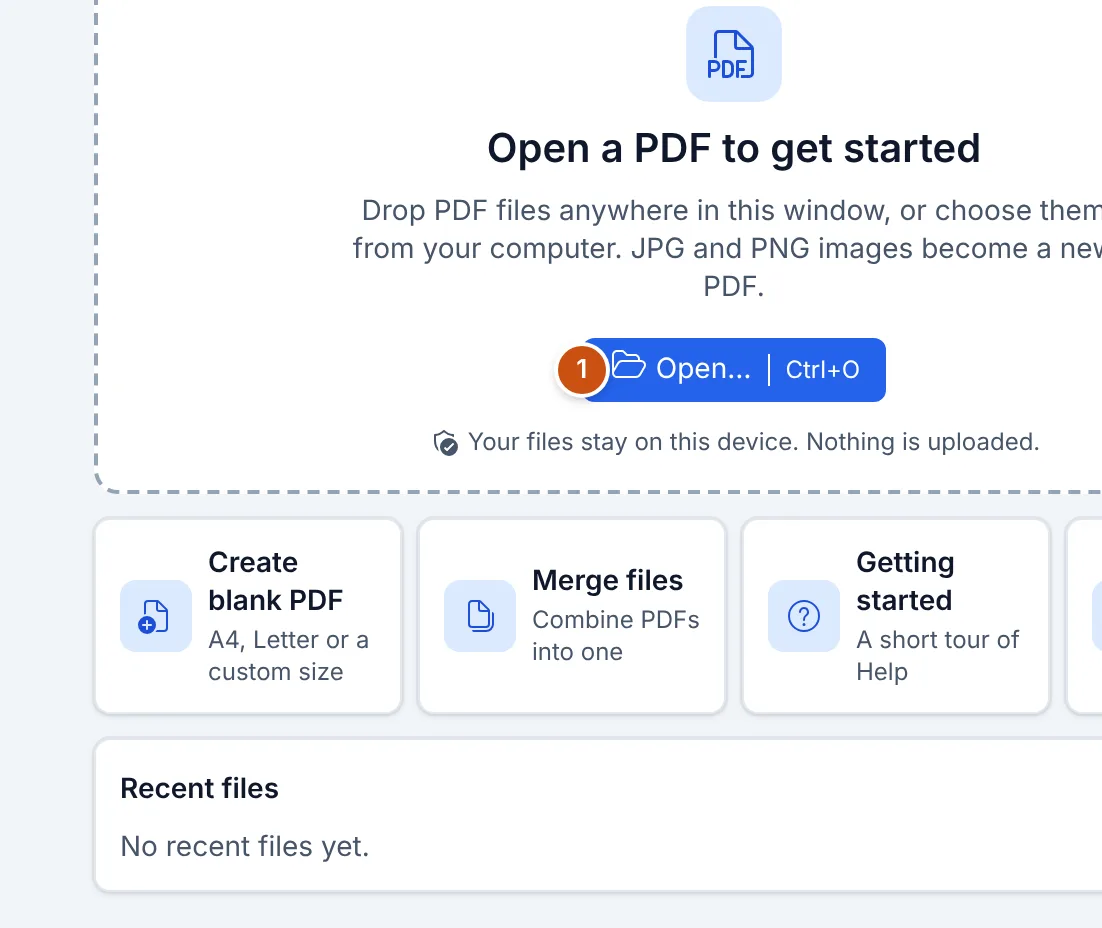 PDF
Open a PDF to get started
Drop PDF files anywhere in this window, or choose them
from your computer. JPG and PNG images become a new
PDF.
1 Open... | Ctrl+O
Your files stay on this device. Nothing is uploaded.
Create
blank PDF
A4, Letter or a
custom size
Merge files
Combine PDFs
into one
Getting
started
A short tour of
Help
Recent files
No recent files yet.